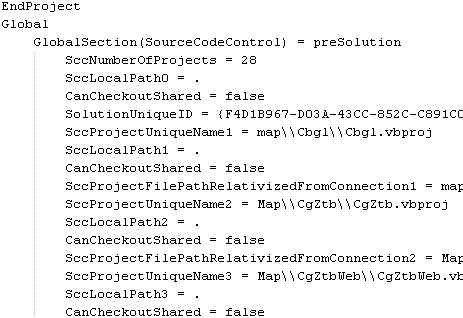 EndProject
Global
GlobalSection(SourceCodeControl) = preSolution
SccNumberOfProjects = 28
SccLocalPath0 = .
CanCheckoutShared = false
SolutionUniqueID = {F4D1B967-D03A-43CC-852C-C891C0
SccProjectUniqueName1 = map\\Cbgl\\Cbgl.vbproj
SccLocalPath1 = .
CanCheckoutShared = false
SccProjectFilePathRelativizedFromConnection1 = map
SccProjectUniqueName2 = Map\\CgZtb\\CgZtb.vbproj
SccLocalPath2 = .
CanCheckoutShared = false
SccProjectFilePathRelativizedFromConnection2 = Map
SccProjectUniqueName3 = Map\\CgZtbWeb\\CgZtbWeb.vb
SccLocalPath3 = .
CanCheckoutShared = false